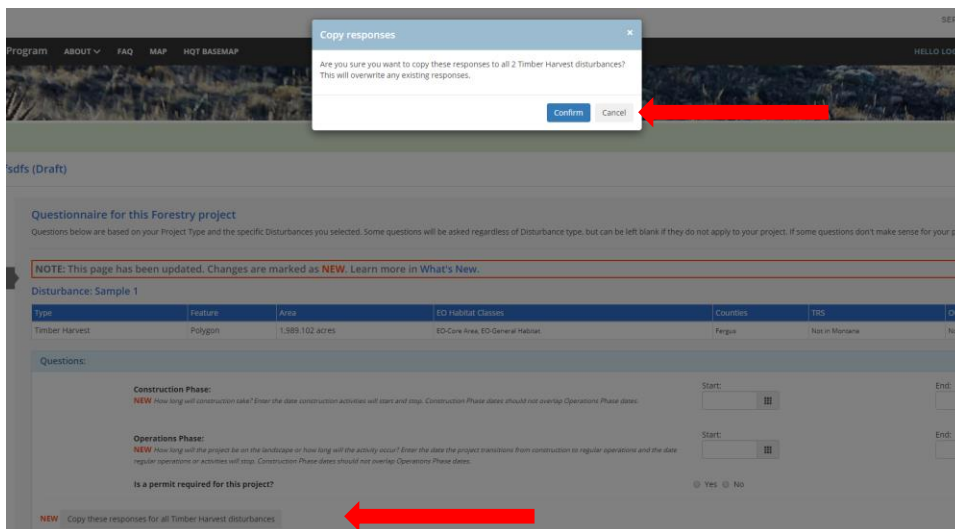 SEP
Copy responses ×
Program ABOUT FAQ MAP HQT BASEMAP
HELLO LOG
Are you sure you want to copy these responses to all 2 Timber Harvest disturbances?
This will overwrite any existing responses.
Confirm Cancel
fsdfs (Draft)
Questionnaire for this Forestry project
Questions below are based on your Project Type and the specific Disturbances you selected. Some questions will be asked regardless of Disturbance type, but can be left blank if they do not apply to your project. If some questions don't make sense for your p
NOTE: This page has been updated. Changes are marked as NEW. Learn more in What's New.
Disturbance: Sample 1
Type Feature Area EO Habitat Classes Counties TRS
Timber Harvest Polygon 1,989.102 acres EO-Core Area, EO-General Habitat Fergus Not in Montana
Questions:
Construction Phase: Start: End:
NEW How long will construction take? Enter the date construction activities will start and stop. Construction Phase dates should not overlap Operations Phase dates.
Operations Phase: Start: End:
NEW How long will the project be on the landscape or how long will the activity occur? Enter the date the project transitions from construction to regular operations and the date
regular operations or activities will stop. Construction Phase dates should not overlap Operations Phase dates.
Is a permit required for this project? Yes No
NEW Copy these responses for all Timber Harvest disturbances